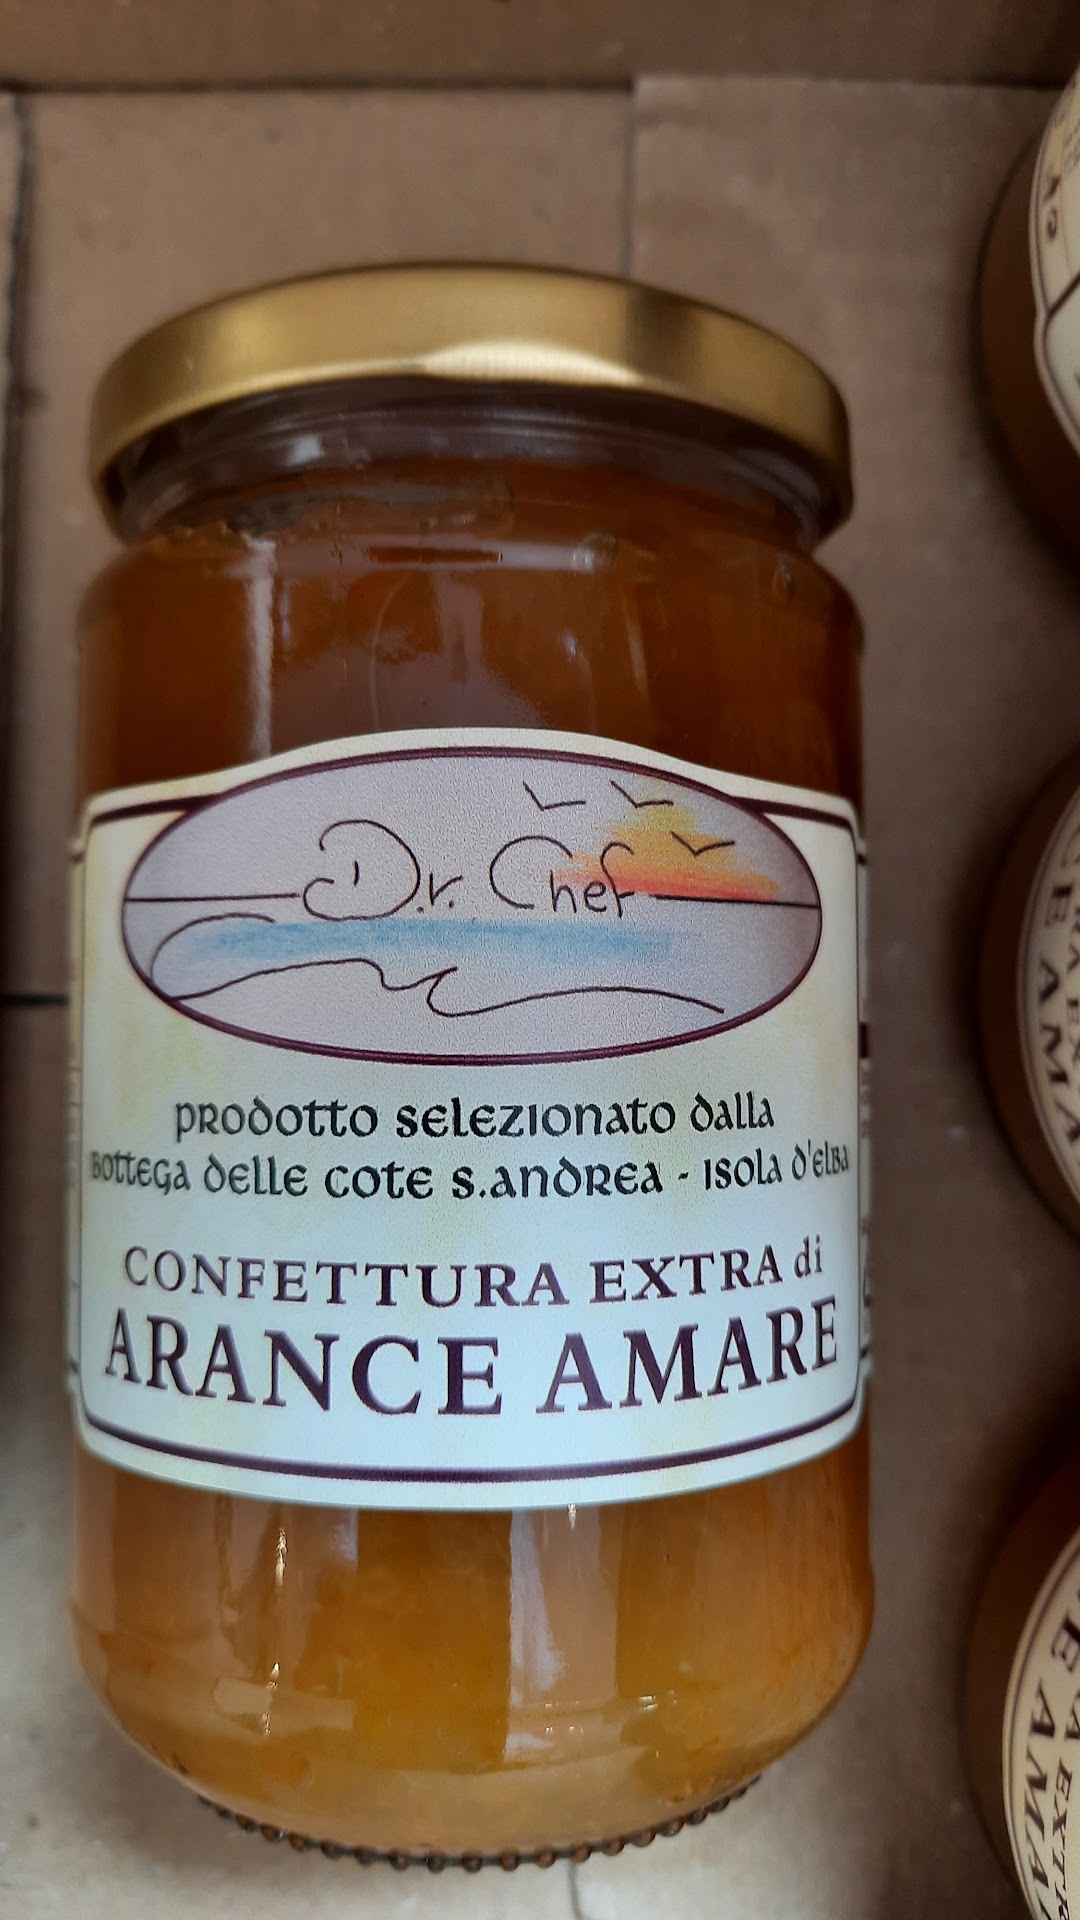 Dr. Chef
prodotto selezionato dalla
Bottega delle cote s.andrea - Isola d'elba
CONFETTURA EXTRA di
ARANCE AMARE